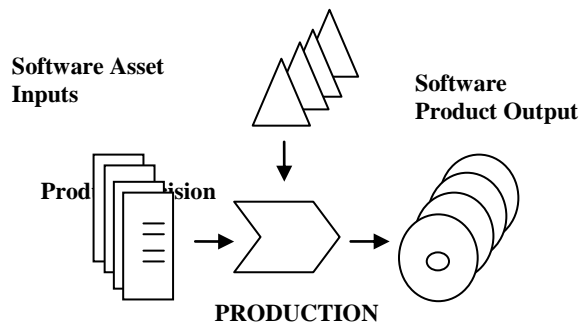 Software Asset
Inputs
Software
Product Output
PRODUCTION